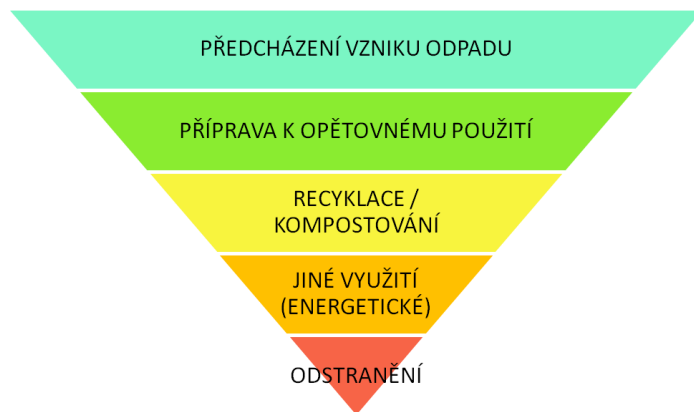 PŘEDCHÁZENÍ VZNIKU ODPADU
PŘÍPRAVA K OPĚTOVNÉMU POUŽITÍ
RECYKLACE /
KOMPOSTOVÁNÍ
JINÉ VYUŽITÍ
(ENERGETICKÉ)
ODSTRANĚNÍ